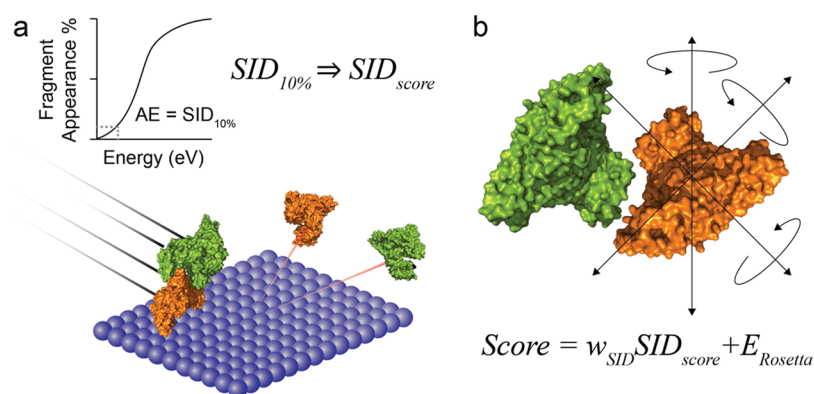 a
Fragment
Appearance %
AE = SID10%
Energy (eV)
SID10% ⇒ SIDscore
b
Score = wSIDSIDscore+ERosetta